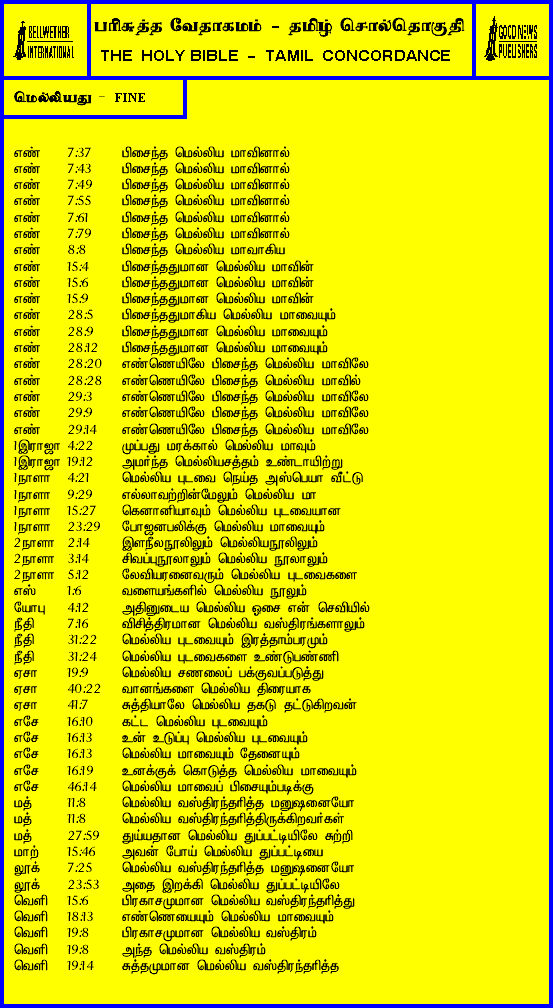 BELLWETHER
INTERNATIONAL
பரிசுத்த வேதாகமம் - தமிழ் சொல்தொகுதி
THE HOLY BIBLE - TAMIL CONCORDANCE
GOOD NEWS
PUBLISHERS
மெல்லியது - FINE
எண் 7:37 பிசைந்த மெல்லிய மாவினால்
எண் 7:43 பிசைந்த மெல்லிய மாவினால்
எண் 7:49 பிசைந்த மெல்லிய மாவினால்
எண் 7:55 பிசைந்த மெல்லிய மாவினால்
எண் 7:61 பிசைந்த மெல்லிய மாவினால்
எண் 7:79 பிசைந்த மெல்லிய மாவினால்
எண் 8:8 பிசைந்த மெல்லிய மாவாகிய
எண் 15:4 பிசைந்ததுமான மெல்லிய மாவின்
எண் 15:6 பிசைந்ததுமான மெல்லிய மாவின்
எண் 15:9 பிசைந்ததுமான மெல்லிய மாவின்
எண் 28:5 பிசைந்ததுமாகிய மெல்லிய மாவையும்
எண் 28:9 பிசைந்ததுமான மெல்லிய மாவையும்
எண் 28:12 பிசைந்ததுமான மெல்லிய மாவையும்
எண் 28:20 எண்ணெயிலே பிசைந்த மெல்லிய மாவிலே
எண் 28:28 எண்ணெயிலே பிசைந்த மெல்லிய மாவில்
எண் 29:3 எண்ணெயிலே பிசைந்த மெல்லிய மாவிலே
எண் 29:9 எண்ணெயிலே பிசைந்த மெல்லிய மாவிலே
எண் 29:14 எண்ணெயிலே பிசைந்த மெல்லிய மாவிலே
1இராஜா 4:22 முப்பது மரக்கால் மெல்லிய மாவும்
1இராஜா 19:12 அமர்ந்த மெல்லியசத்தம் உண்டாயிற்று
1நாளா 4:21 மெல்லிய புடவை நெய்த அஸ்பெயா வீட்டு
1நாளா 9:29 எல்லாவற்றின்மேலும் மெல்லிய மா
1நாளா 15:27 கெனானியாவும் மெல்லிய புடவையான
1நாளா 23:29 போஜனபலிக்கு மெல்லிய மாவையும்
2நாளா 2:14 இளநீலநூலிலும் மெல்லியநூலிலும்
2நாளா 3:14 சிவப்புநூலாலும் மெல்லிய நூலாலும்
2நாளா 5:12 லேவியரனைவரும் மெல்லிய புடவைகளை
எஸ் 1:6 வளையங்களில் மெல்லிய நூலும்
யோபு 4:12 அதினுடைய மெல்லிய ஓசை என் செவியில்
நீதி 7:16 விசித்திரமான மெல்லிய வஸ்திரங்களாலும்
நீதி 31:22 மெல்லிய புடவையும் இரத்தாம்பரமும்
நீதி 31:24 மெல்லிய புடவைகளை உண்டுபண்ணி
ஏசா 19:9 மெல்லிய சணலைப் பக்குவப்படுத்து
ஏசா 40:22 வானங்களை மெல்லிய திரையாக
ஏசா 41:7 சுத்தியாலே மெல்லிய தகடு தட்டுகிறவன்
எசே 16:10 கட்ட மெல்லிய புடவையும்
எசே 16:13 உன் உடுப்பு மெல்லிய புடவையும்
எசே 16:13 மெல்லிய மாவையும் தேனையும்
எசே 16:19 உனக்குக் கொடுத்த மெல்லிய மாவையும்
எசே 46:14 மெல்லிய மாவைப் பிசையும்படிக்கு
மத் 11:8 மெல்லிய வஸ்திரந்தரித்த மனுஷனையோ
மத் 11:8 மெல்லிய வஸ்திரந்தரித்திருக்கிறவர்கள்
மத் 27:59 துய்யதான மெல்லிய துப்பட்டியிலே சுற்றி
மாற் 15:46 அவன் போய் மெல்லிய துப்பட்டியை
லூக் 7:25 மெல்லிய வஸ்திரந்தரித்த மனுஷனையோ
லூக் 23:53 அதை இறக்கி மெல்லிய துப்பட்டியிலே
வெளி 15:6 பிரகாசமுமான மெல்லிய வஸ்திரந்தரித்து
வெளி 18:13 எண்ணெயையும் மெல்லிய மாவையும்
வெளி 19:8 பிரகாசமுமான மெல்லிய வஸ்திரம்
வெளி 19:8 அந்த மெல்லிய வஸ்திரம்
வெளி 19:14 சுத்தமுமான மெல்லிய வஸ்திரந்தரித்த